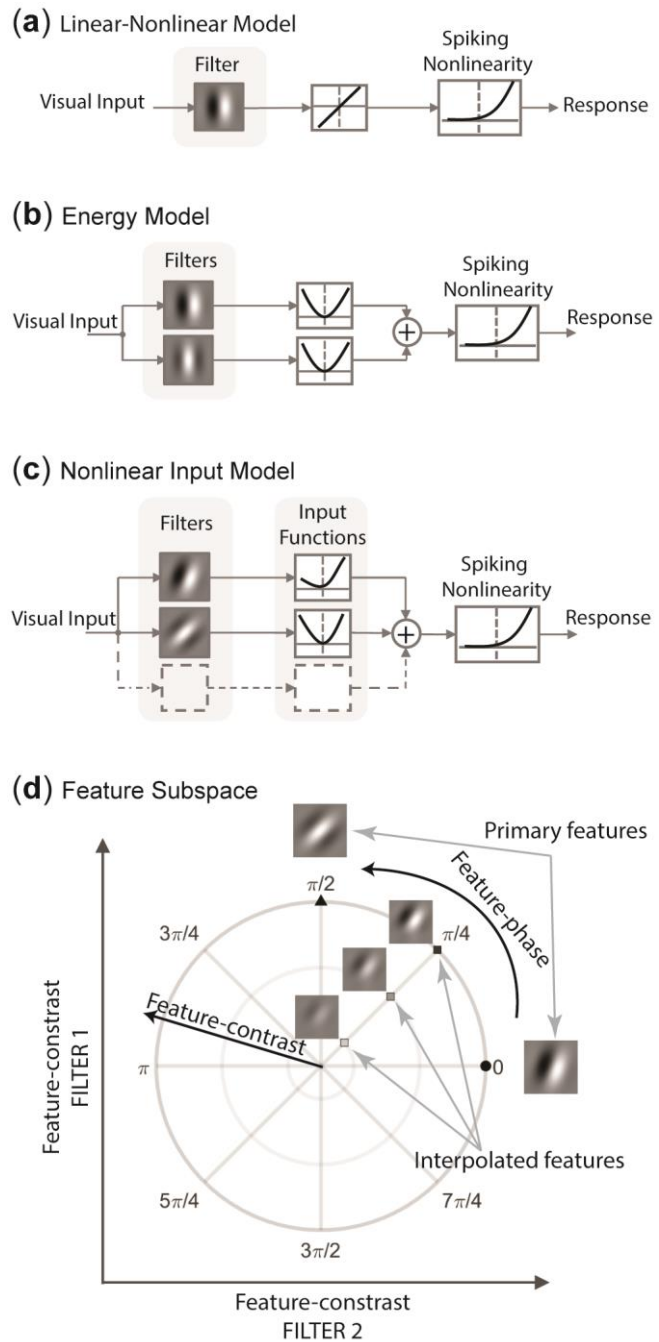 (a) Linear-Nonlinear Model
Filter
Spiking
Nonlinearity
Visual Input
Response
(b) Energy Model
Filters
Spiking
Nonlinearity
Visual Input
Response
(c) Nonlinear Input Model
Filters
Input
Functions
Spiking
Nonlinearity
Visual Input
Response
(d) Feature Subspace
Primary features
Feature-phase
π/2
3π/4
π/4
Feature-contrast
π
0
Interpolated features
5π/4
7π/4
3π/2
Feature-constrast
FILTER 1
Feature-constrast
FILTER 2